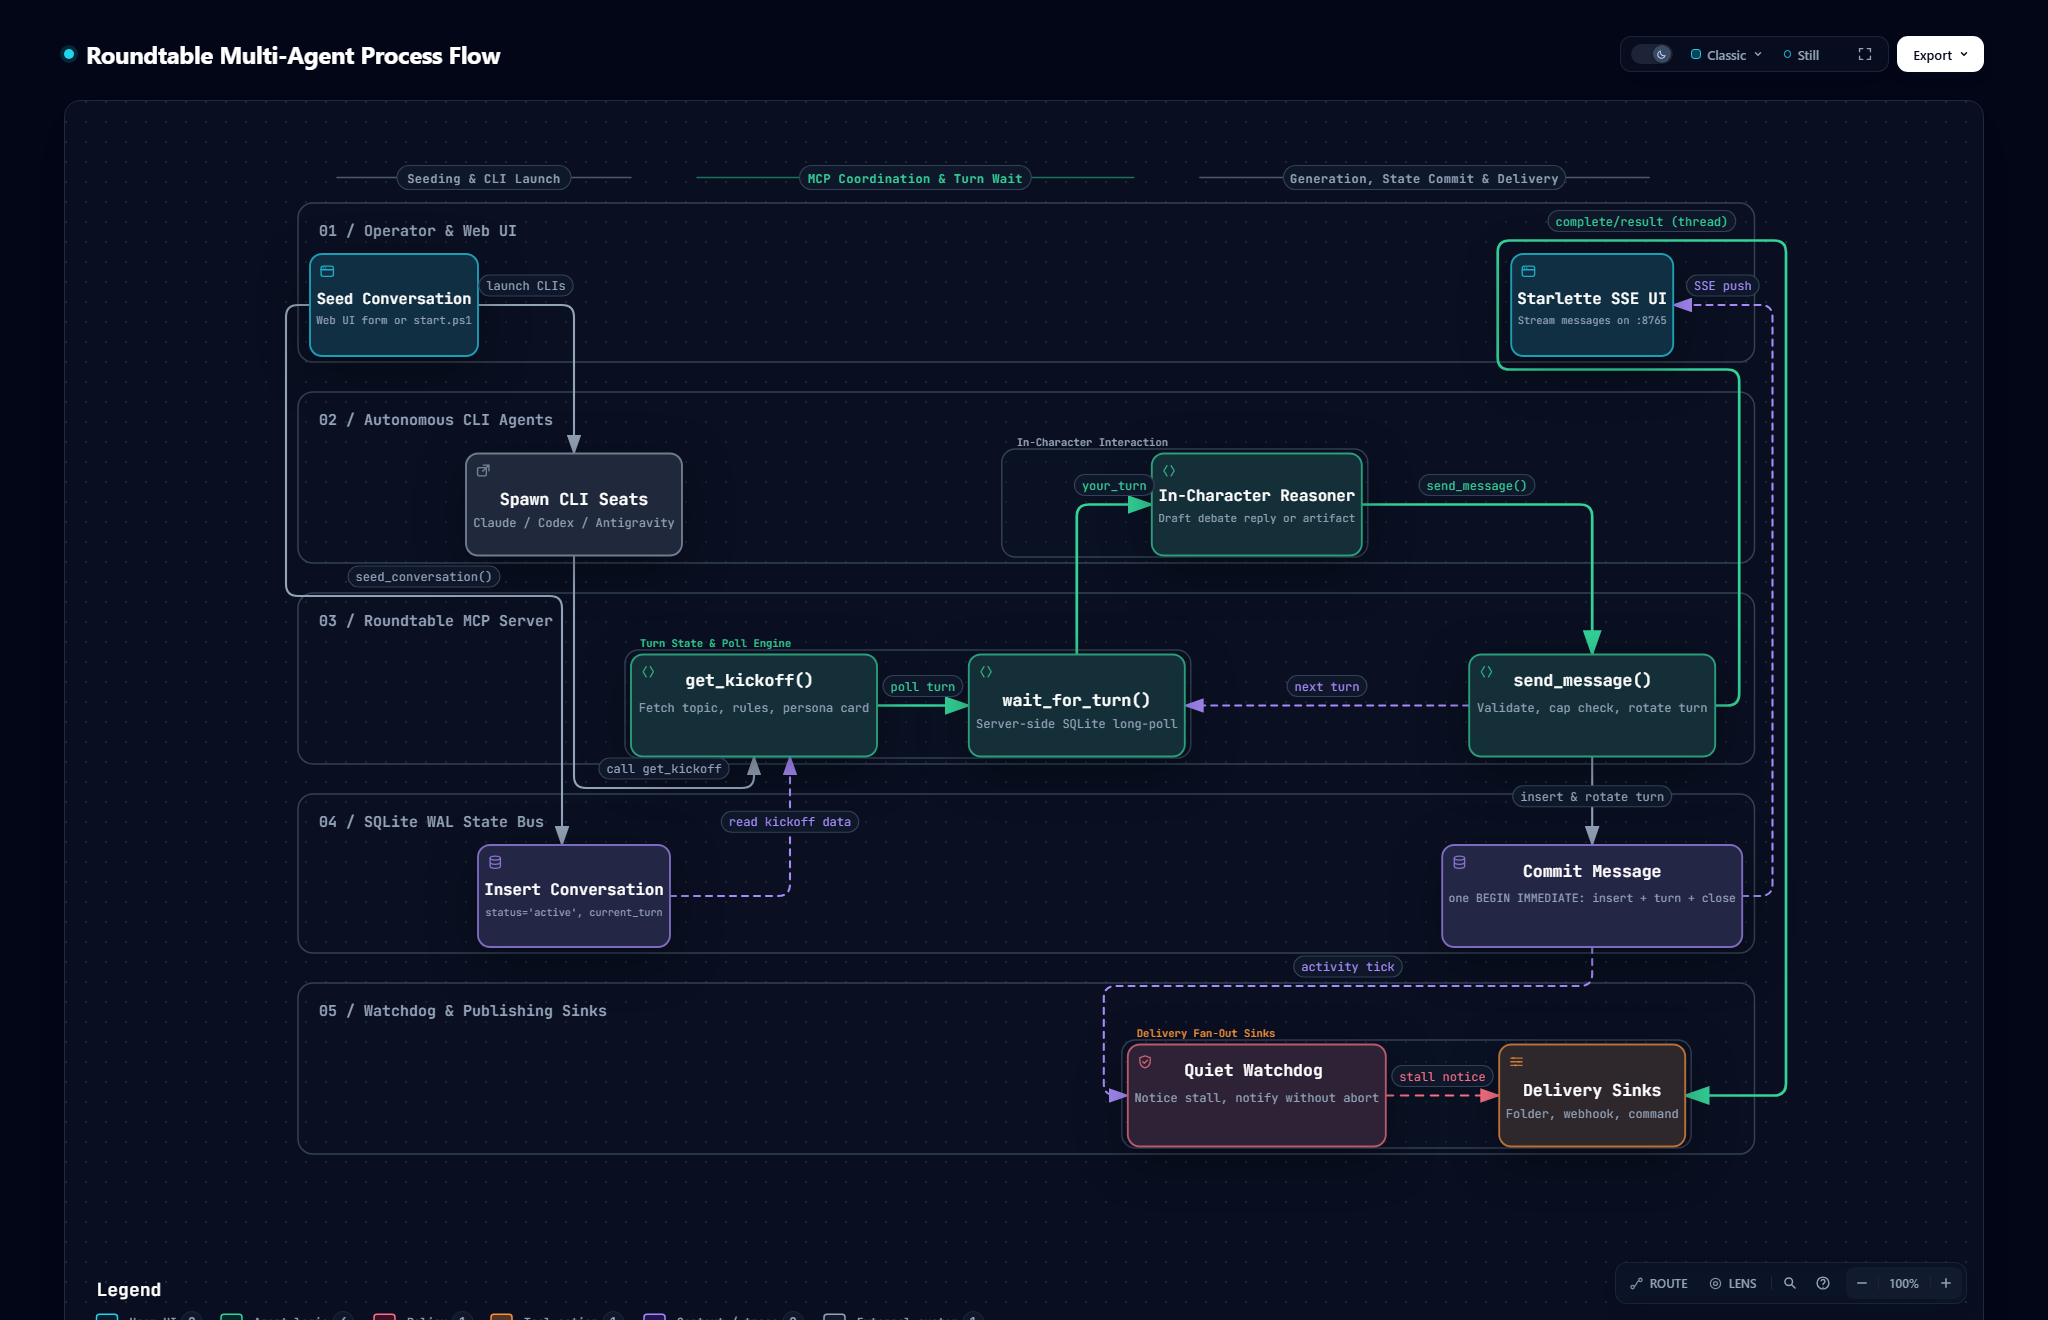 Roundtable Multi-Agent Process Flow
Classic
Still
Export
Seeding & CLI Launch
MCP Coordination & Turn Wait
Generation, State Commit & Delivery
complete/result (thread)
01 / Operator & Web UI
launch CLIs
SSE push
Seed Conversation
Web UI form or start.ps1
Starlette SSE UI
Stream messages on :8765
02 / Autonomous CLI Agents
In-Character Interaction
your_turn
send_message()
Spawn CLI Seats
Claude / Codex / Antigravity
In-Character Reasoner
Draft debate reply or artifact
seed_conversation()
03 / Roundtable MCP Server
Turn State & Poll Engine
get_kickoff()
Fetch topic, rules, persona card
poll turn
wait_for_turn()
Server-side SQLite long-poll
next turn
send_message()
Validate, cap check, rotate turn
call get_kickoff
insert & rotate turn
04 / SQLite WAL State Bus
read kickoff data
Insert Conversation
status='active', current_turn
Commit Message
one BEGIN IMMEDIATE: insert + turn + close
activity tick
05 / Watchdog & Publishing Sinks
Delivery Fan-Out Sinks
Quiet Watchdog
Notice stall, notify without abort
stall notice
Delivery Sinks
Folder, webhook, command
ROUTE
LENS
100%
Legend